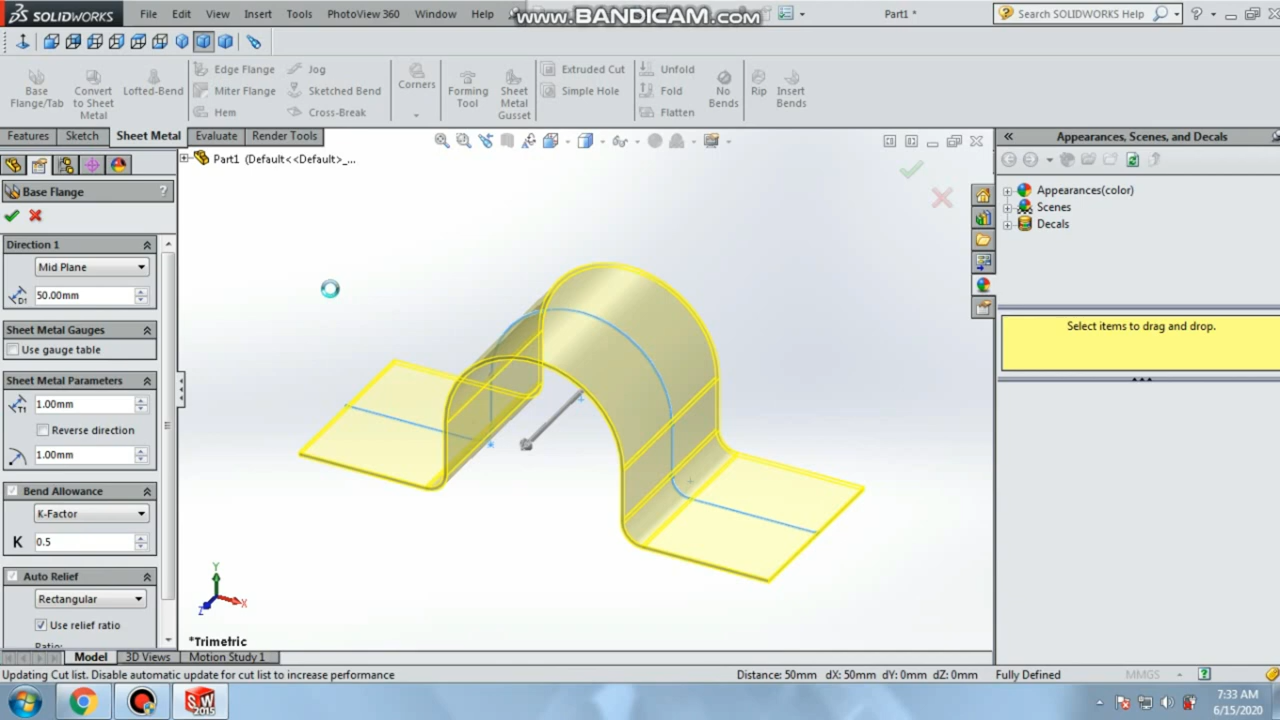 SOLIDWORKS File Edit View Insert Tools PhotoView 360 Window Help www.BANDICAM.com Part1 * Search SOLIDWORKS Help
Base Flange/Tab
Convert to Sheet Metal
Lofted-Bend
Edge Flange
Miter Flange
Hem
Jog
Sketched Bend
Cross-Break
Corners
Forming Tool
Sheet Metal Gusset
Extruded Cut
Simple Hole
Unfold
Fold
Flatten
No Bends
Rip
Insert Bends
Features Sketch Sheet Metal Evaluate Render Tools
Part1 (Default<<Default>_...
Base Flange ?
Direction 1
Mid Plane
D1 50.00mm
Sheet Metal Gauges
Use gauge table
Sheet Metal Parameters
T1 1.00mm
Reverse direction
1.00mm
Bend Allowance
K-Factor
K 0.5
Auto Relief
Rectangular
Use relief ratio
Ratio:
Y
X
Z
*Trimetric
Appearances, Scenes, and Decals
Appearances(color)
Scenes
Decals
Select items to drag and drop.
Model 3D Views Motion Study 1
Updating Cut list. Disable automatic update for cut list to increase performance Distance: 50mm dX: 50mm dY: 0mm dZ: 0mm Fully Defined MMGS
SW 2015
7:33 AM
6/15/2020